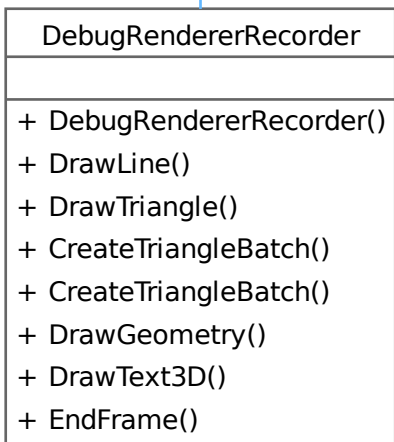 DebugRendererRecorder
+ DebugRendererRecorder()
+ DrawLine()
+ DrawTriangle()
+ CreateTriangleBatch()
+ CreateTriangleBatch()
+ DrawGeometry()
+ DrawText3D()
+ EndFrame()